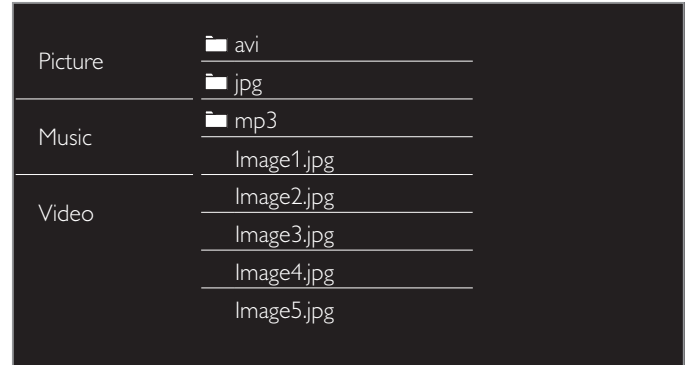 Picture
Music
Video
avi
jpg
mp3
Image1.jpg
Image2.jpg
Image3.jpg
Image4.jpg
Image5.jpg